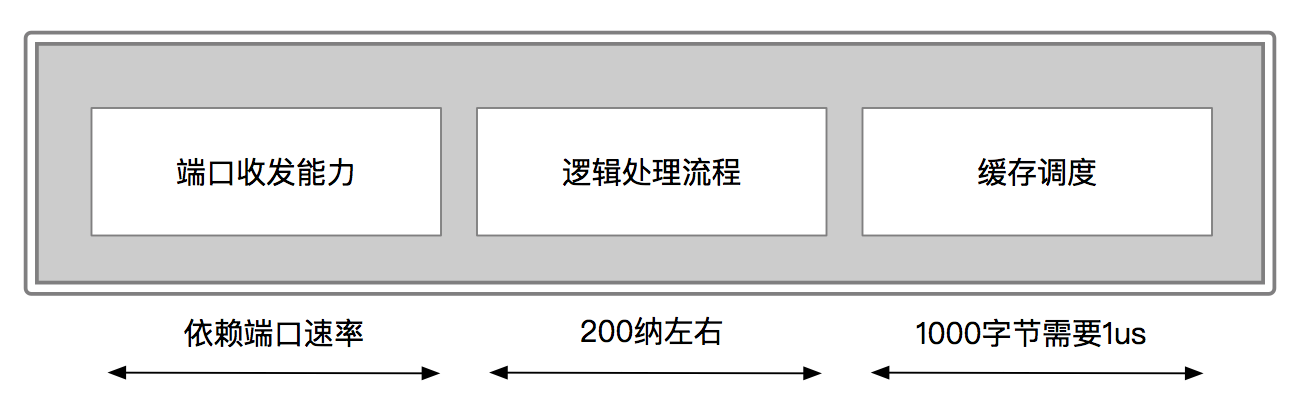 端口收发能力
逻辑处理流程
缓存调度
依赖端口速率
200纳左右
1000字节需要1us